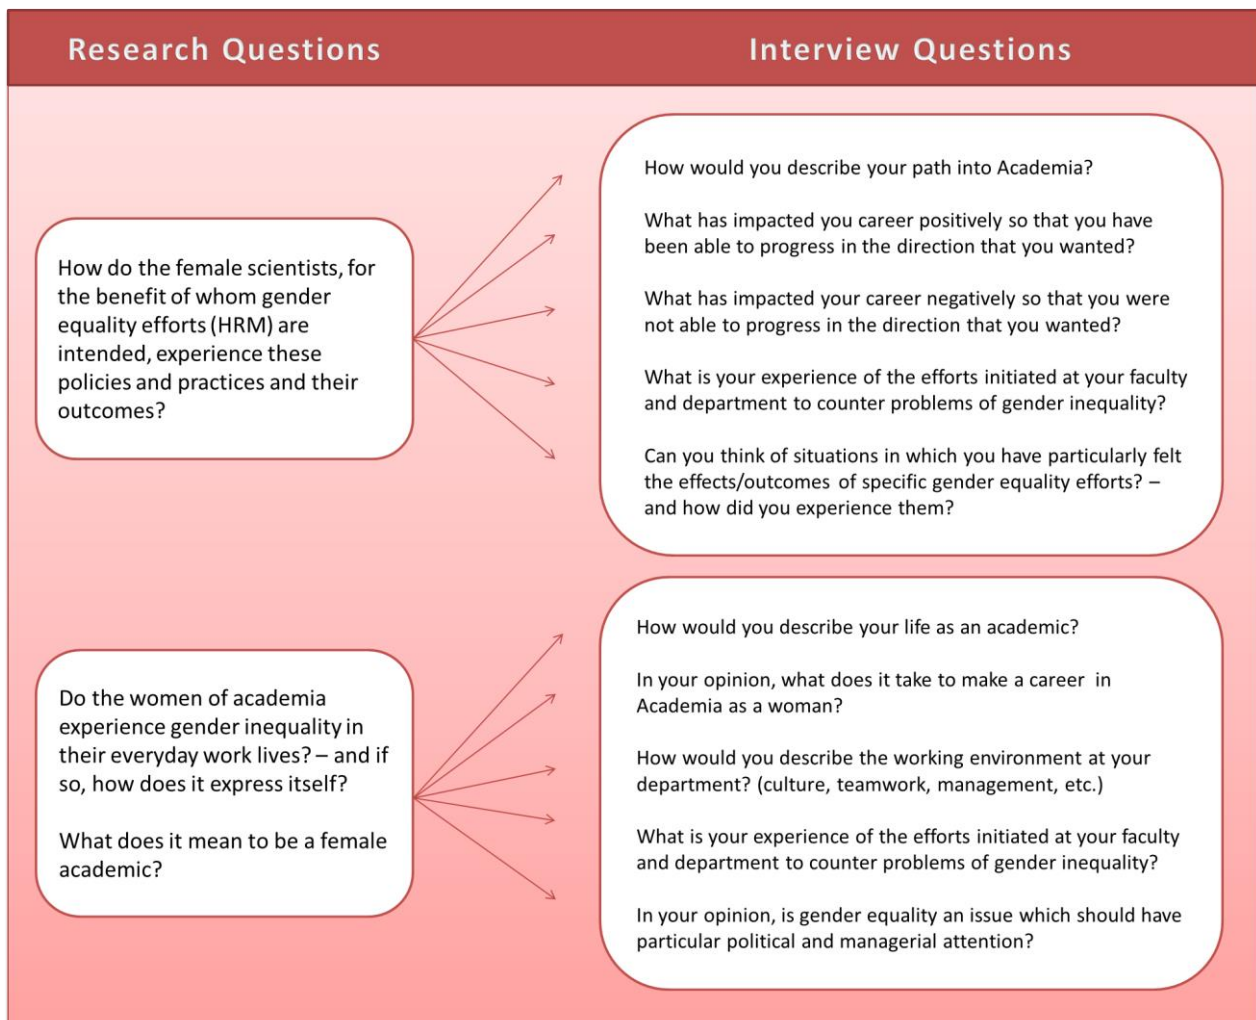 Research Questions
Interview Questions
How do the female scientists, for
the benefit of whom gender
equality efforts (HRM) are
intended, experience these
policies and practices and their
outcomes?
How would you describe your path into Academia?
What has impacted you career positively so that you have
been able to progress in the direction that you wanted?
What has impacted your career negatively so that you were
not able to progress in the direction that you wanted?
What is your experience of the efforts initiated at your faculty
and department to counter problems of gender inequality?
Can you think of situations in which you have particularly felt
the effects/outcomes of specific gender equality efforts? –
and how did you experience them?
Do the women of academia
experience gender inequality in
their everyday work lives? – and if
so, how does it express itself?
What does it mean to be a female
academic?
How would you describe your life as an academic?
In your opinion, what does it take to make a career in
Academia as a woman?
How would you describe the working environment at your
department? (culture, teamwork, management, etc.)
What is your experience of the efforts initiated at your faculty
and department to counter problems of gender inequality?
In your opinion, is gender equality an issue which should have
particular political and managerial attention?